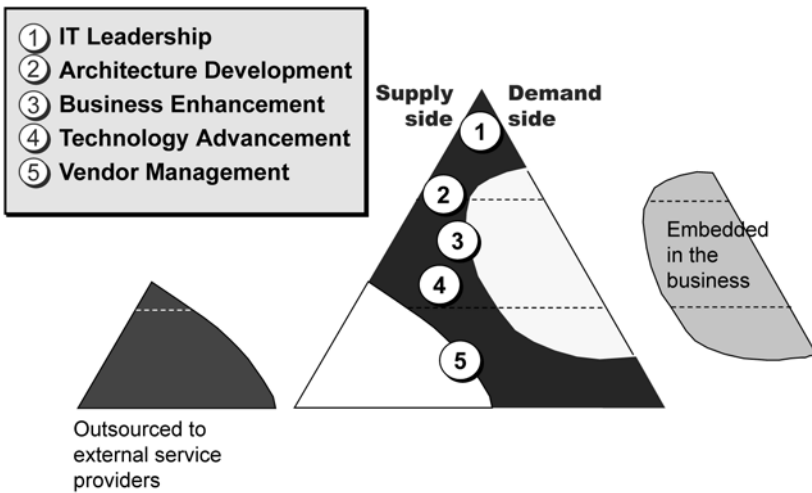 1 IT Leadership
2 Architecture Development
3 Business Enhancement
4 Technology Advancement
5 Vendor Management
Supply
side
Demand
side
1
2
3
4
5
Embedded
in the
business
Outsourced to
external service
providers